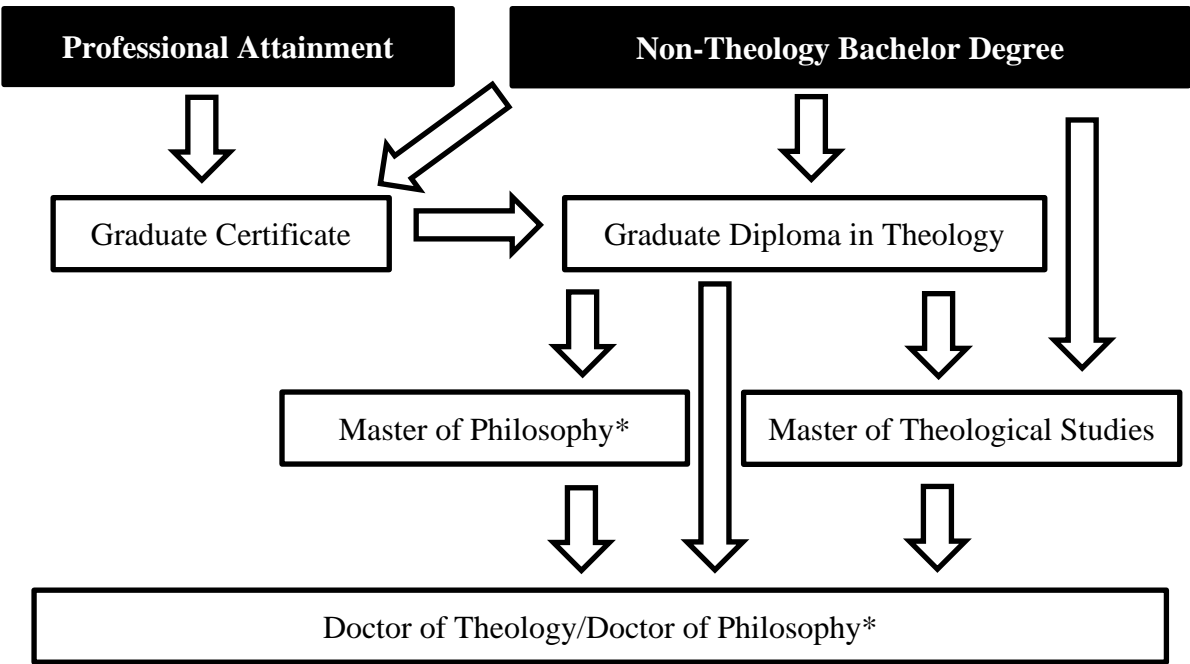 Professional Attainment
Non-Theology Bachelor Degree
Graduate Certificate
Graduate Diploma in Theology
Master of Philosophy*
Master of Theological Studies
Doctor of Theology/Doctor of Philosophy*